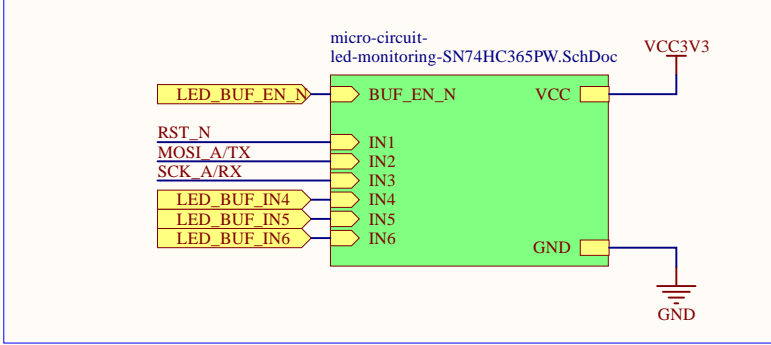 micro-circuit-
led-monitoring-SN74HC365PW.SchDoc
VCC3V3
LED_BUF_EN_N
BUF_EN_N
VCC
RST_N
IN1
MOSI_A/TX
IN2
SCK_A/RX
IN3
LED_BUF_IN4
IN4
LED_BUF_IN5
IN5
LED_BUF_IN6
IN6
GND
GND